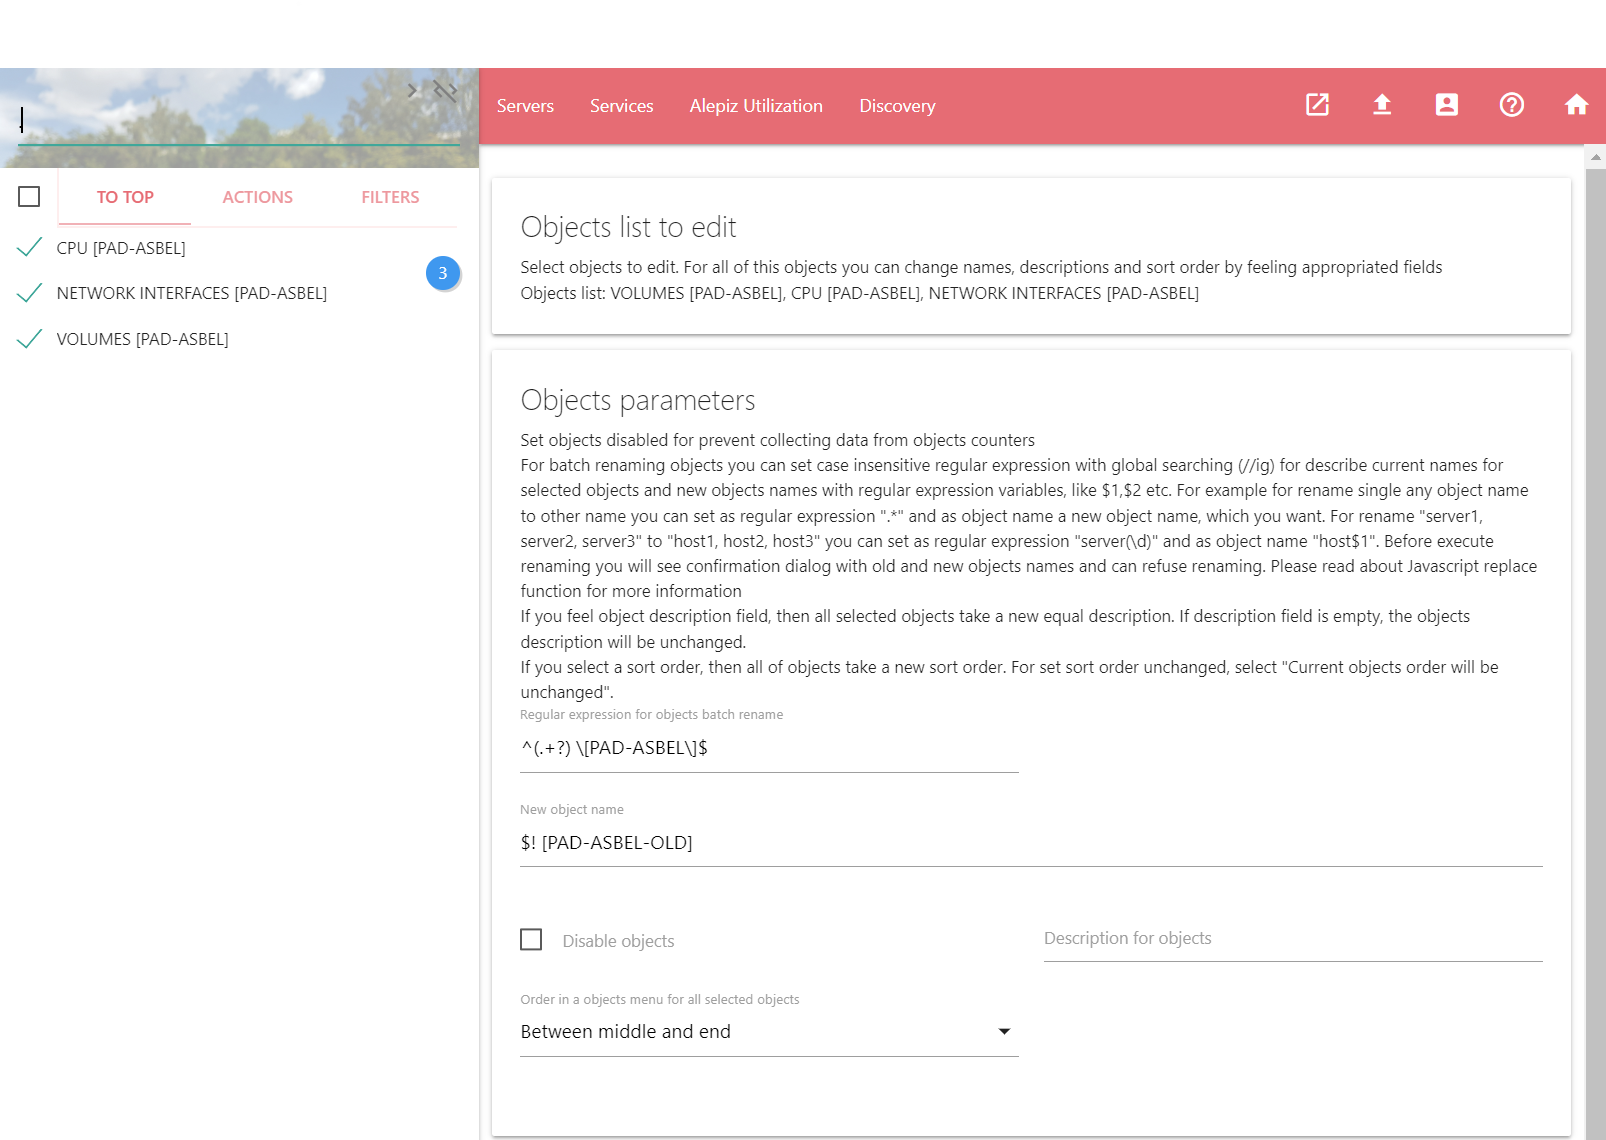 Servers Services Alepiz Utilization Discovery
TO TOP ACTIONS FILTERS
CPU [PAD-ASBEL]
3
NETWORK INTERFACES [PAD-ASBEL]
VOLUMES [PAD-ASBEL]
Objects list to edit
Select objects to edit. For all of this objects you can change names, descriptions and sort order by feeling appropriated fields
Objects list: VOLUMES [PAD-ASBEL], CPU [PAD-ASBEL], NETWORK INTERFACES [PAD-ASBEL]
Objects parameters
Set objects disabled for prevent collecting data from objects counters
For batch renaming objects you can set case insensitive regular expression with global searching (//ig) for describe current names for
selected objects and new objects names with regular expression variables, like $1,$2 etc. For example for rename single any object name
to other name you can set as regular expression ".*" and as object name a new object name, which you want. For rename "server1,
server2, server3" to "host1, host2, host3" you can set as regular expression "server(\d)" and as object name "host$1". Before execute
renaming you will see confirmation dialog with old and new objects names and can refuse renaming. Please read about Javascript replace
function for more information
If you feel object description field, then all selected objects take a new equal description. If description field is empty, the objects
description will be unchanged.
If you select a sort order, then all of objects take a new sort order. For set sort order unchanged, select "Current objects order will be
unchanged".
Regular expression for objects batch rename
^(.+?) \[PAD-ASBEL\]$
New object name
$! [PAD-ASBEL-OLD]
Disable objects
Description for objects
Order in a objects menu for all selected objects
Between middle and end